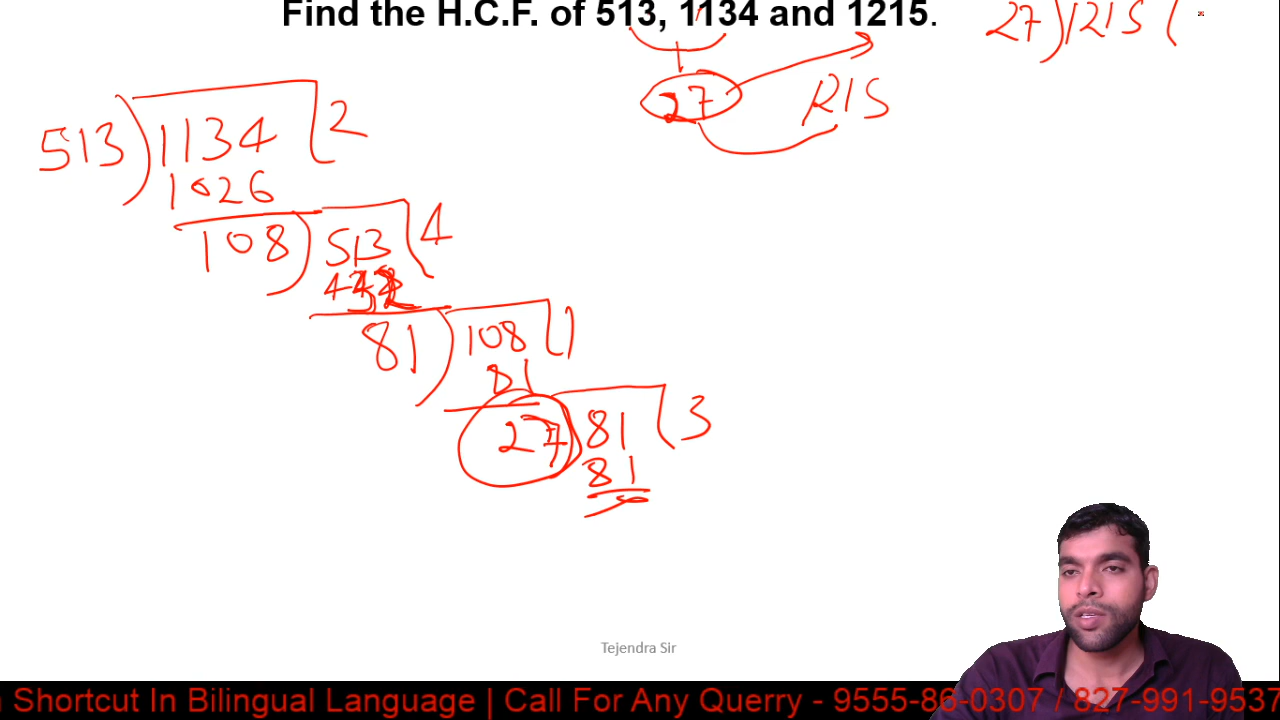 Find the H.C.F. of 513, 1134 and 1215.
27)1215(
27
R15
513)1134(2
1026
108)513(4
432
81)108(1
81
27)81(3
81
Tejendra Sir
Shortcut In Bilingual Language | Call For Any Querry - 9555-86-0307 / 827-991-9537